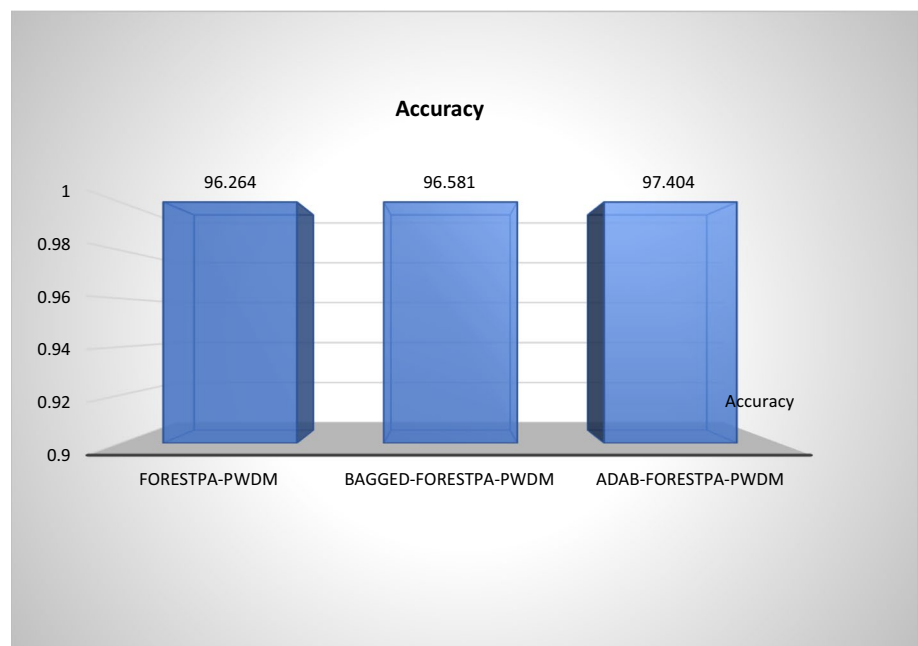 Accuracy
96.264 96.581 97.404
1
0.98
0.96
0.94
0.92
0.9
Accuracy
FORESTPA-PWDM BAGGED-FORESTPA-PWDM ADAB-FORESTPA-PWDM